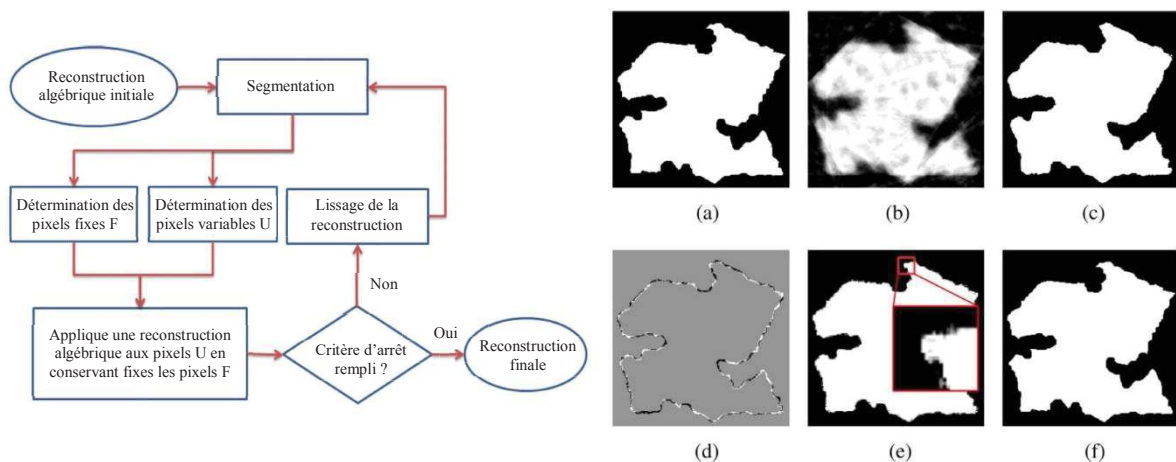 Reconstruction
algébrique initiale
Segmentation
Détermination des
pixels fixes F
Détermination des
pixels variables U
Lissage de la
reconstruction
Non
Applique une reconstruction
algébrique aux pixels U en
conservant fixes les pixels F
Critère d'arrêt
rempli ?
Oui
Reconstruction
finale
(a)
(b)
(c)
(d)
(e)
(f)